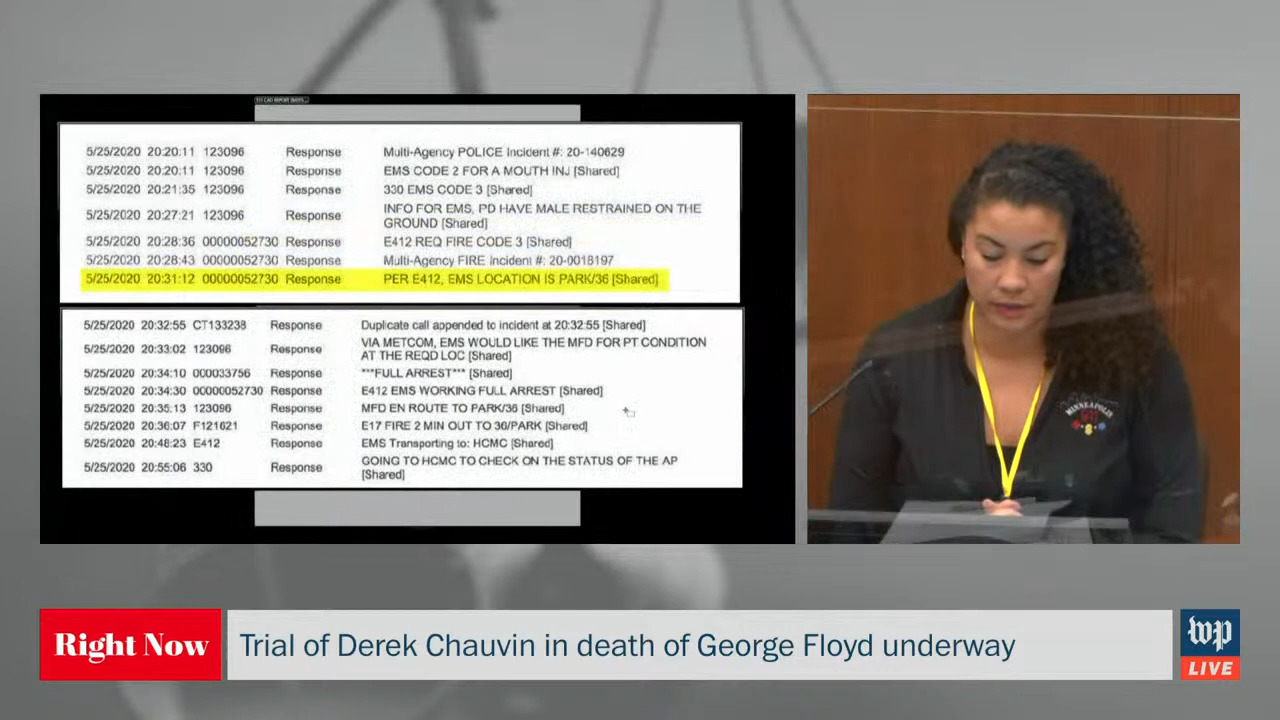 911 CAD REPORT
5/25/2020 20:20:11 123096 Response Multi-Agency POLICE Incident #: 20-140629
5/25/2020 20:20:11 123096 Response EMS CODE 2 FOR A MOUTH INJ [Shared]
5/25/2020 20:21:35 123096 Response 330 EMS CODE 3 [Shared]
5/25/2020 20:27:21 123096 Response INFO FOR EMS, PD HAVE MALE RESTRAINED ON THE
GROUND [Shared]
5/25/2020 20:28:36 00000052730 Response E412 REQ FIRE CODE 3 [Shared]
5/25/2020 20:28:43 00000052730 Response Multi-Agency FIRE Incident #: 20-0018197
5/25/2020 20:31:12 00000052730 Response PER E412, EMS LOCATION IS PARK/36 [Shared]
5/25/2020 20:32:55 CT133238 Response Duplicate call appended to incident at 20:32:55 [Shared]
5/25/2020 20:33:02 123096 Response VIA METCOM, EMS WOULD LIKE THE MFD FOR PT CONDITION
AT THE REQD LOC [Shared]
5/25/2020 20:34:10 000033756 Response ***FULL ARREST*** [Shared]
5/25/2020 20:34:30 00000052730 Response E412 EMS WORKING FULL ARREST [Shared]
5/25/2020 20:35:13 123096 Response MFD EN ROUTE TO PARK/36 [Shared]
5/25/2020 20:36:07 F121621 Response E17 FIRE 2 MIN OUT TO 36/PARK [Shared]
5/25/2020 20:48:23 E412 Response EMS Transporting to: HCMC [Shared]
5/25/2020 20:55:06 330 Response GOING TO HCMC TO CHECK ON THE STATUS OF THE AP
[Shared]
MINNEAPOLIS
Right Now
Trial of Derek Chauvin in death of George Floyd underway
wp
LIVE